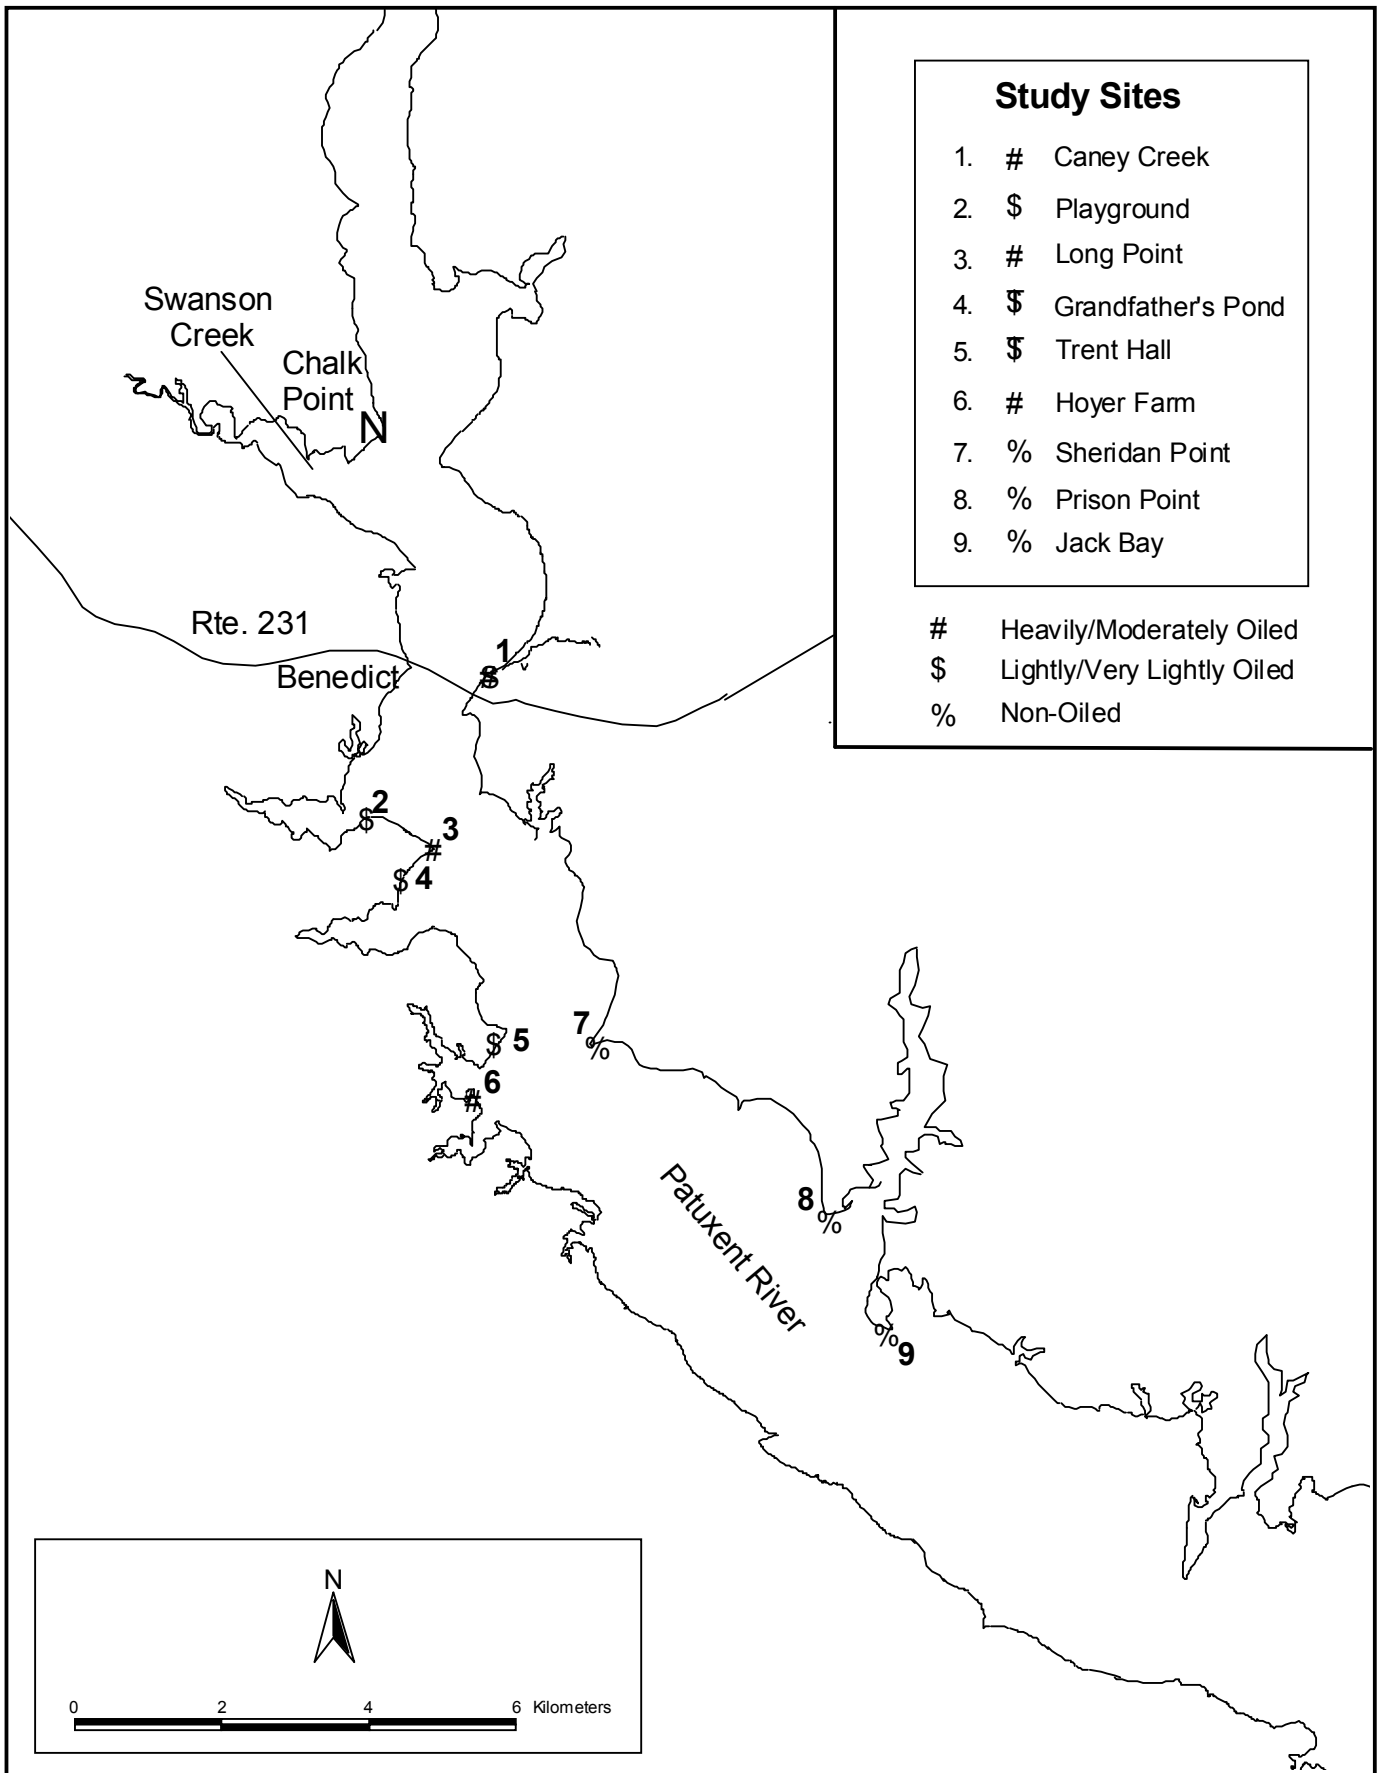 Study Sites
1. # Caney Creek
2. $ Playground
3. # Long Point
4. $ Grandfather's Pond
5. $ Trent Hall
6. # Hoyer Farm
7. % Sheridan Point
8. % Prison Point
9. % Jack Bay
# Heavily/Moderately Oiled
$ Lightly/Very Lightly Oiled
% Non-Oiled
Swanson
Creek
Chalk
Point
N
Rte. 231
Benedict
1
$
$ 2
# 3
$ 4
$ 5
# 6
7 %
8 %
% 9
Patuxent River
N
0 2 4 6 Kilometers